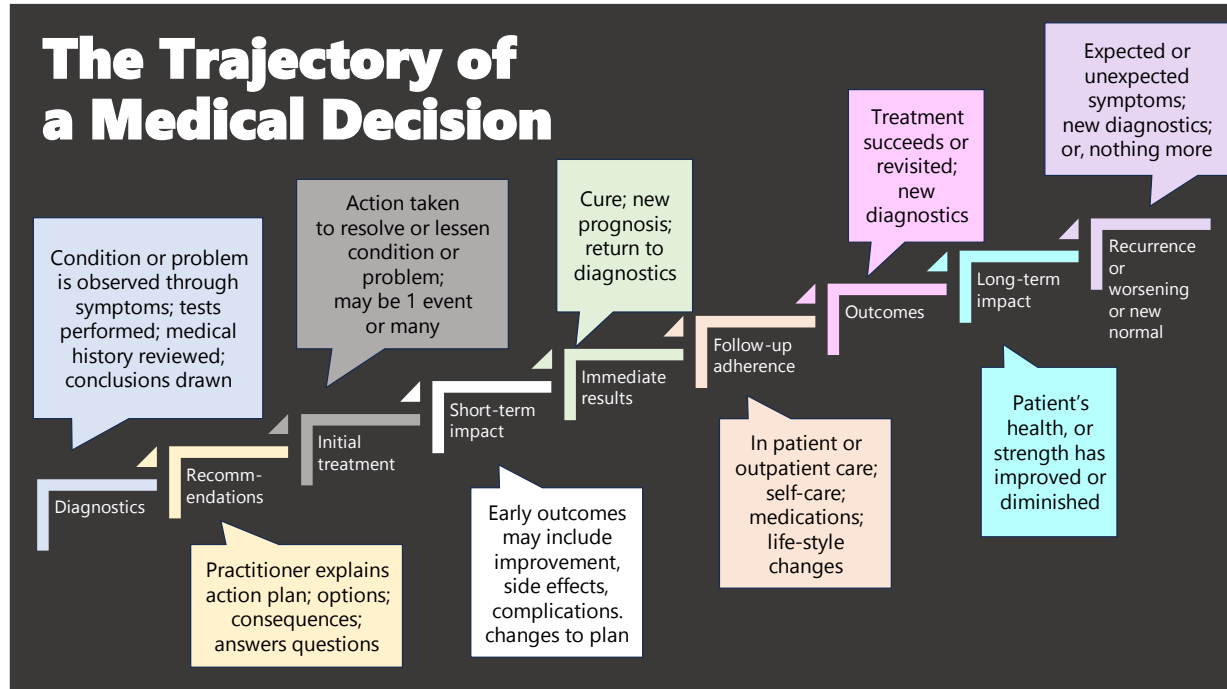 The Trajectory of
a Medical Decision
Condition or problem
is observed through
symptoms; tests
performed; medical
history reviewed;
conclusions drawn
Diagnostics
Recomm-
endations
Practitioner explains
action plan; options;
consequences;
answers questions
Action taken
to resolve or lessen
condition or
problem;
may be 1 event
or many
Initial
treatment
Short-term
impact
Early outcomes
may include
improvement,
side effects,
complications.
changes to plan
Cure; new
prognosis;
return to
diagnostics
Immediate
results
Follow-up
adherence
In patient or
outpatient care;
self-care;
medications;
life-style
changes
Treatment
succeeds or
revisited;
new
diagnostics
Outcomes
Long-term
impact
Patient’s
health, or
strength has
improved or
diminished
Expected or
unexpected
symptoms;
new diagnostics;
or, nothing more
Recurrence
or
worsening
or new
normal